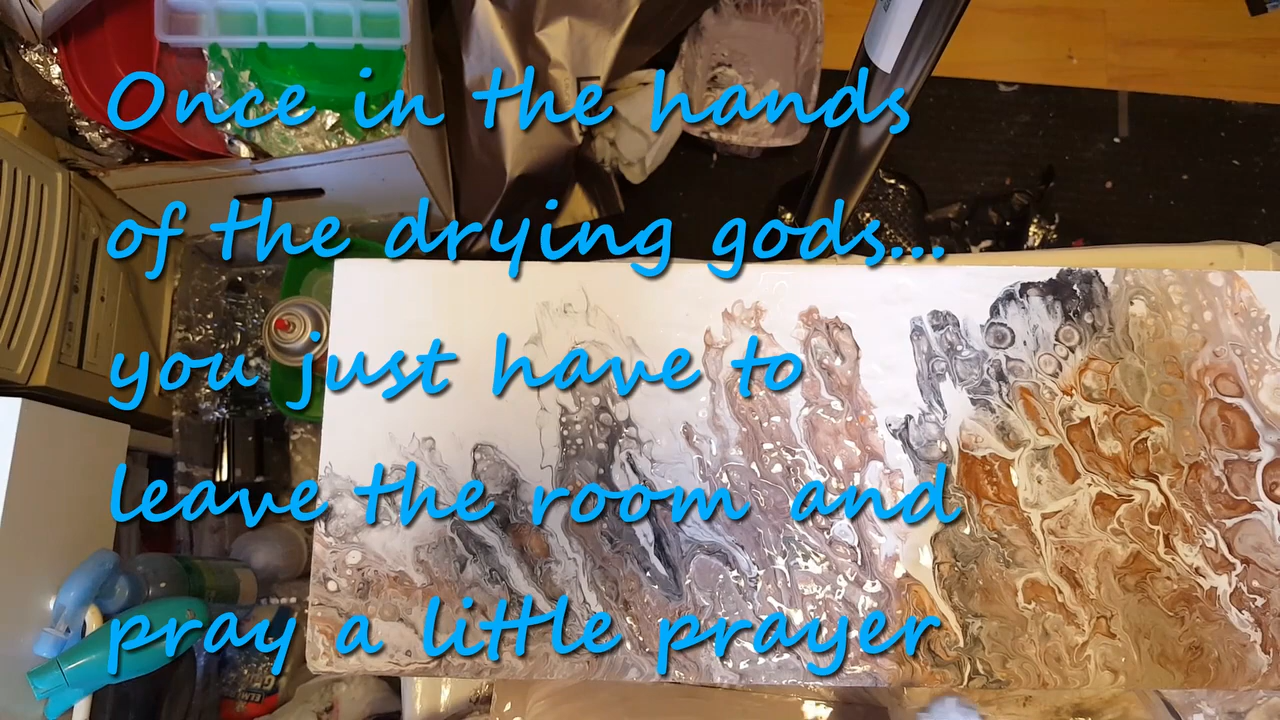 Once in the hands
of the drying gods...
you just have to
leave the room and
pray a little prayer